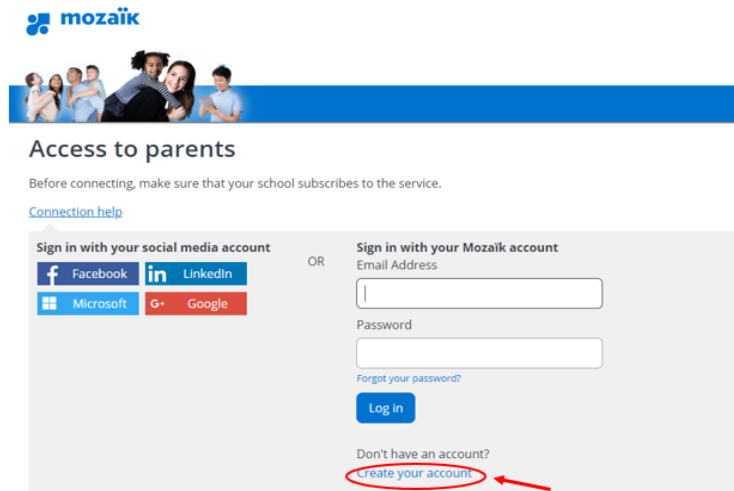 mozaïk
Access to parents
Before connecting, make sure that your school subscribes to the service.
Connection help
Sign in with your social media account
Facebook
LinkedIn
Microsoft
Google
OR
Sign in with your Mozaïk account
Email Address
Password
Forgot your password?
Log in
Don't have an account?
Create your account